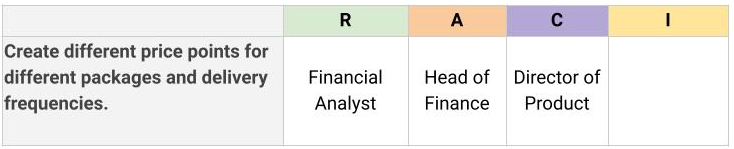 R A C I
Create different price points for
different packages and delivery
frequencies.
Financial
Analyst
Head of
Finance
Director of
Product